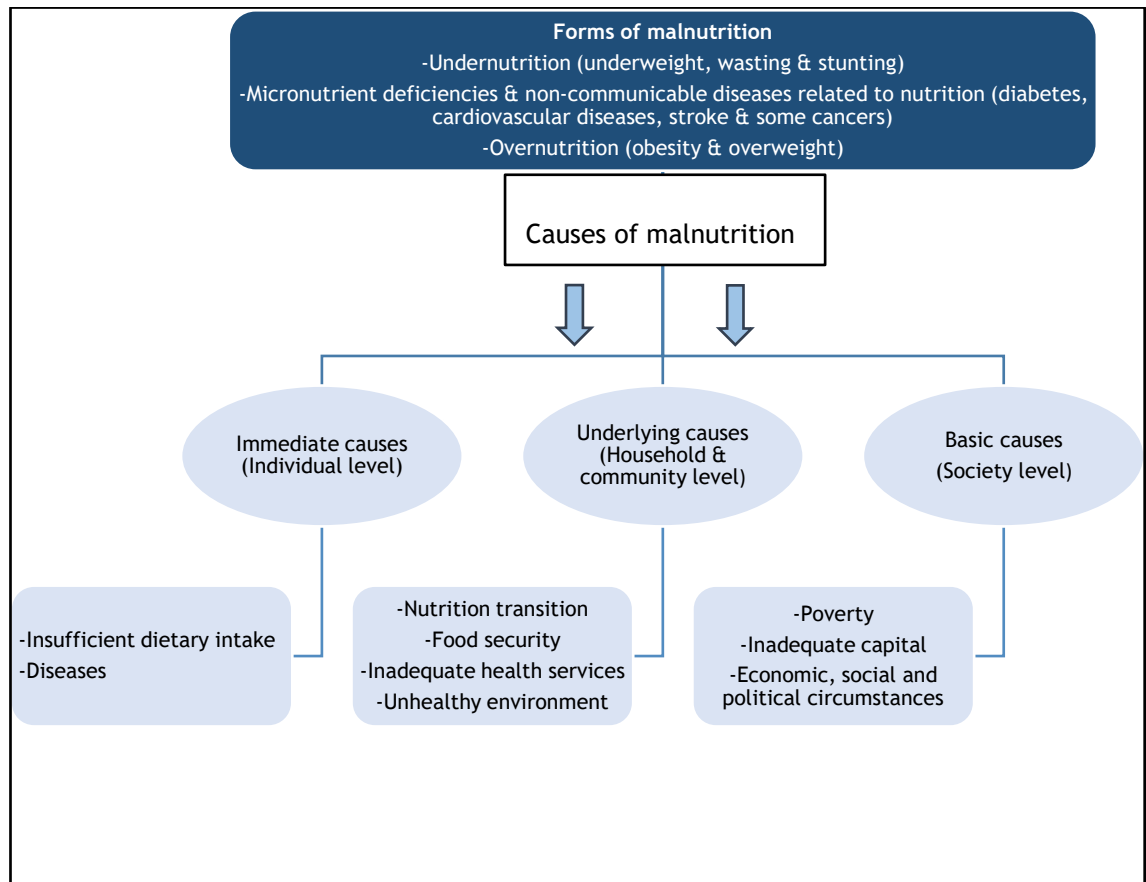 Forms of malnutrition
-Undernutrition (underweight, wasting & stunting)
-Micronutrient deficiencies & non-communicable diseases related to nutrition (diabetes,
cardiovascular diseases, stroke & some cancers)
-Overnutrition (obesity & overweight)
Causes of malnutrition
Immediate causes
(Individual level)
Underlying causes
(Household &
community level)
Basic causes
(Society level)
-Insufficient dietary intake
-Diseases
-Nutrition transition
-Food security
-Inadequate health services
-Unhealthy environment
-Poverty
-Inadequate capital
-Economic, social and
political circumstances